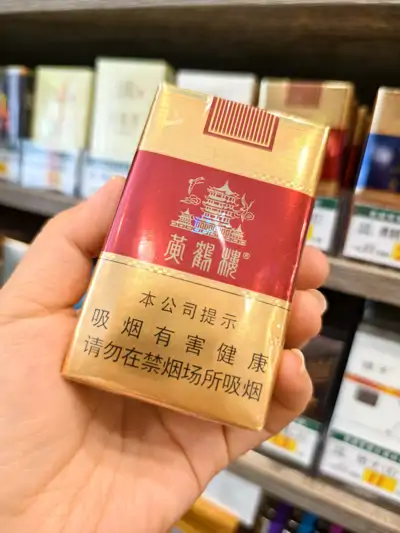 黄鹤楼®
本公司提示
吸烟有害健康
请勿在禁烟场所吸烟